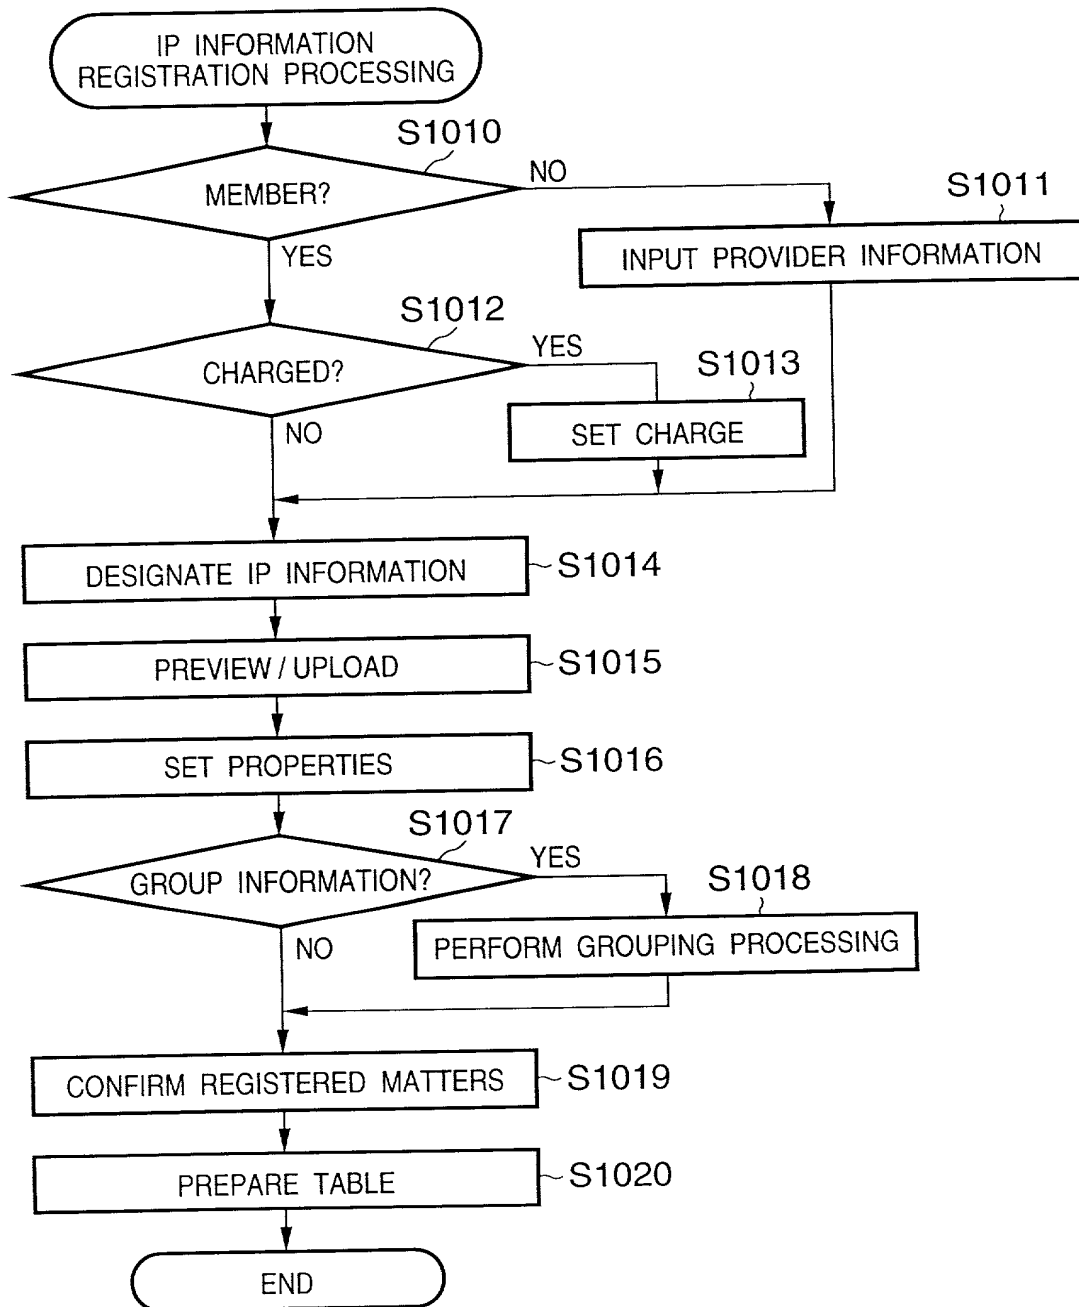 IP INFORMATION
REGISTRATION PROCESSING
S1010
MEMBER?
NO
YES
S1011
INPUT PROVIDER INFORMATION
S1012
CHARGED?
YES
NO
S1013
SET CHARGE
DESIGNATE IP INFORMATION
S1014
PREVIEW / UPLOAD
S1015
SET PROPERTIES
S1016
S1017
GROUP INFORMATION?
YES
NO
S1018
PERFORM GROUPING PROCESSING
CONFIRM REGISTERED MATTERS
S1019
PREPARE TABLE
S1020
END